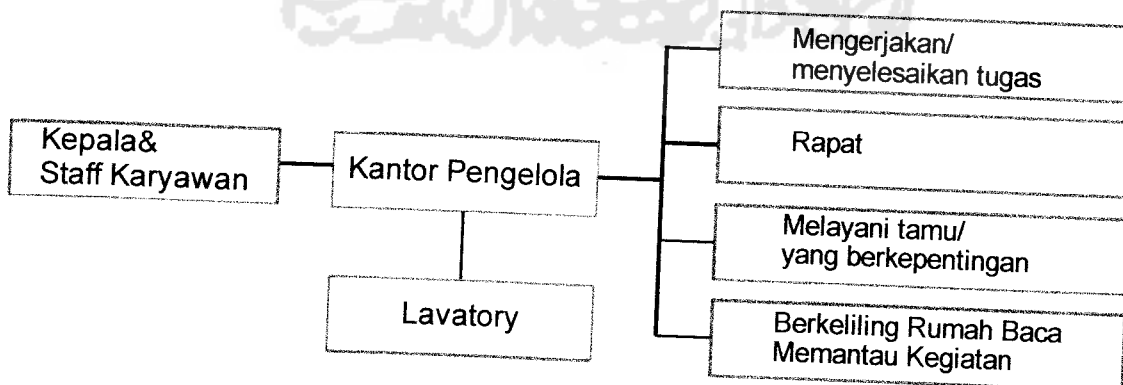 Mengerjakan/
menyelesaikan tugas
Kepala&
Staff Karyawan
Kantor Pengelola
Rapat
Melayani tamu/
yang berkepentingan
Lavatory
Berkeliling Rumah Baca
Memantau Kegiatan